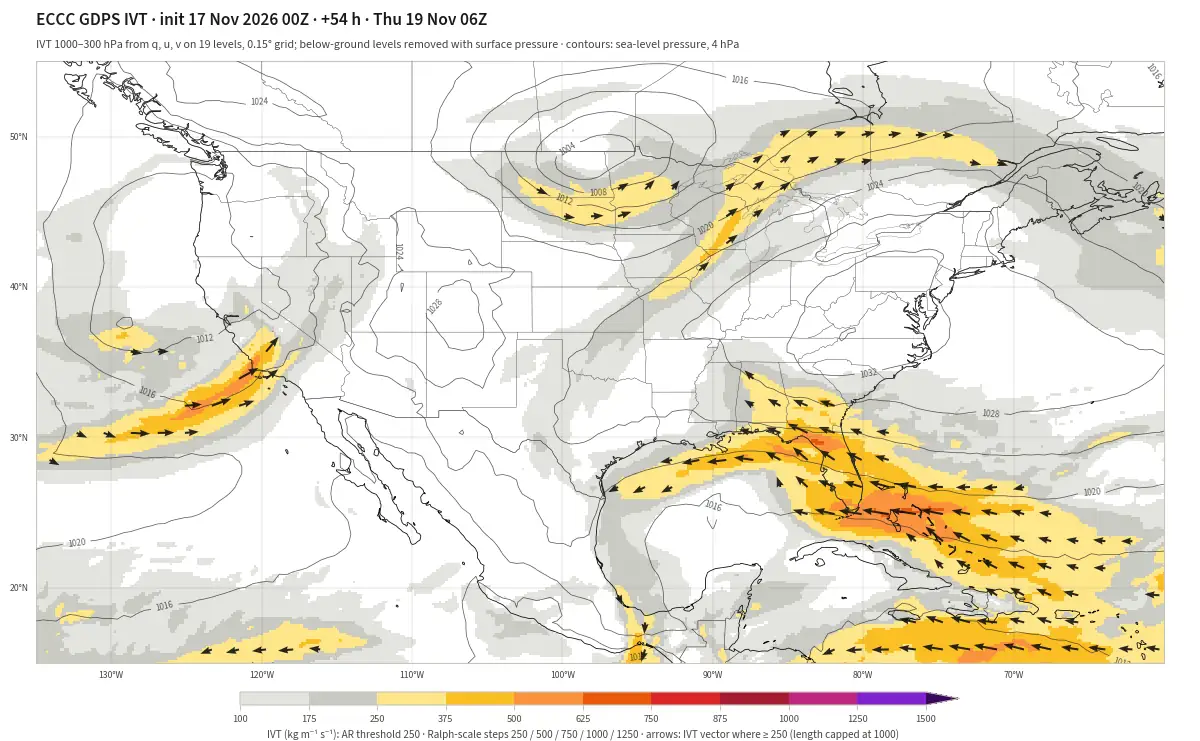 ECCC GDPS IVT · init 17 Nov 2026 00Z · +54 h · Thu 19 Nov 06Z
IVT 1000–300 hPa from q, u, v on 19 levels, 0.15° grid; below-ground levels removed with surface pressure · contours: sea-level pressure, 4 hPa
1016
1016
1024
50°N
1004
1024
1008
1012
1020
1020
1024
40°N
1028
1012
1032
1016
1028
30°N
1020
1016
1020
20°N
1016
130°W 120°W 110°W 100°W 90°W 80°W 70°W
100 175 250 375 500 625 750 875 1000 1250 1500
IVT (kg m⁻¹ s⁻¹): AR threshold 250 · Ralph-scale steps 250 / 500 / 750 / 1000 / 1250 · arrows: IVT vector where ≥ 250 (length capped at 1000)